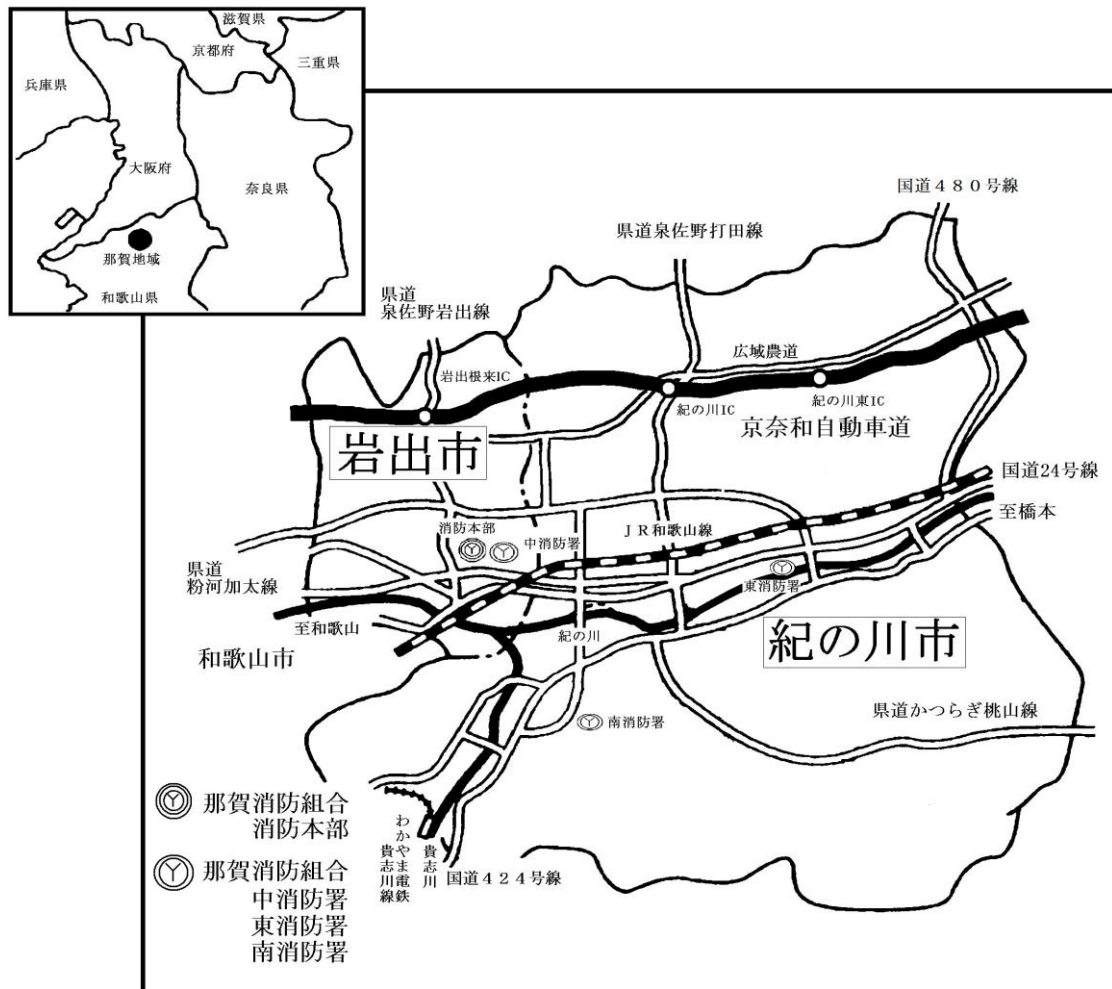 滋賀県
京都府
三重県
兵庫県
大阪府
奈良県
那賀地域
和歌山県
国道４８０号線
県道泉佐野打田線
県道
泉佐野岩出線
広域農道
岩出根来IC
紀の川IC
紀の川東IC
京奈和自動車道
岩出市
国道24号線
至橋本
消防本部
中消防署
ＪＲ和歌山線
県道
粉河加太線
東消防署
至和歌山
紀の川
和歌山市
紀の川市
南消防署
県道かつらぎ桃山線
那賀消防組合
消防本部
那賀消防組合
中消防署
東消防署
南消防署
わかやま電鉄
貴志川線
貴志川
国道４２４号線